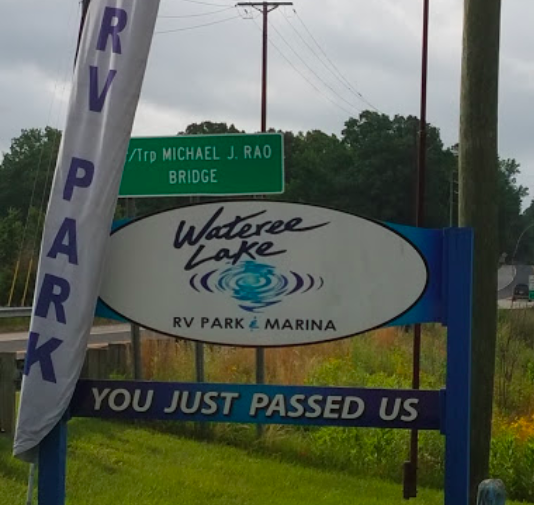 RV PARK
/Trp MICHAEL J. RAO
BRIDGE
Wateree
Lake
RV PARK & MARINA
YOU JUST PASSED US